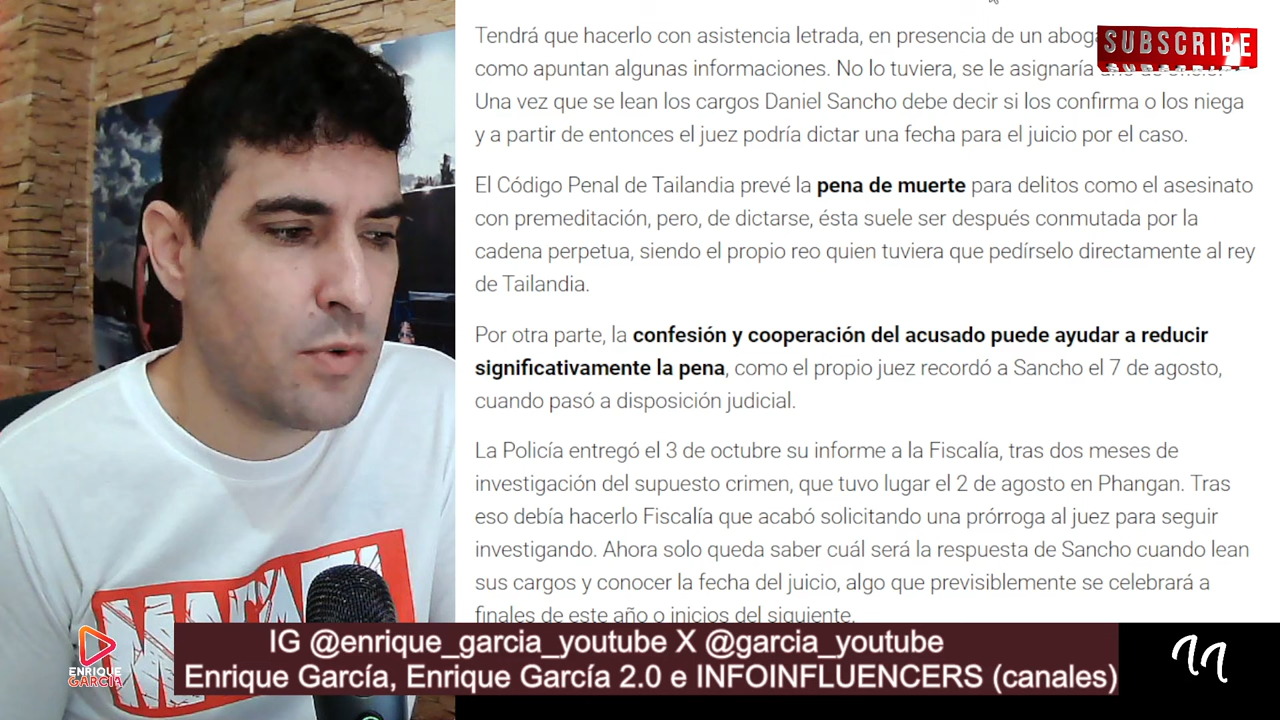 Tendrá que hacerlo con asistencia letrada, en presencia de un
SUBSCRIBE
como apuntan algunas informaciones. No lo tuviera, se le asignaría
Una vez que se lean los cargos Daniel Sancho debe decir si los confirma o los niega
y a partir de entonces el juez podría dictar una fecha para el juicio por el caso.
El Código Penal de Tailandia prevé la pena de muerte para delitos como el asesinato
con premeditación, pero, de dictarse, ésta suele ser después conmutada por la
cadena perpetua, siendo el propio reo quien tuviera que pedírselo directamente al rey
de Tailandia.
Por otra parte, la confesión y cooperación del acusado puede ayudar a reducir
significativamente la pena, como el propio juez recordó a Sancho el 7 de agosto,
cuando pasó a disposición judicial.
La Policía entregó el 3 de octubre su informe a la Fiscalía, tras dos meses de
investigación del supuesto crimen, que tuvo lugar el 2 de agosto en Phangan. Tras
eso debía hacerlo Fiscalía que acabó solicitando una prórroga al juez para seguir
investigando. Ahora solo queda saber cuál será la respuesta de Sancho cuando lean
sus cargos y conocer la fecha del juicio, algo que previsiblemente se celebrará a
finales de este año o inicios del siguiente.
IG @enrique_garcia_youtube X @garcia_youtube
Enrique García, Enrique García 2.0 e INFOINFLUENCERS (canales)
ENRIQUE
GARCÍA